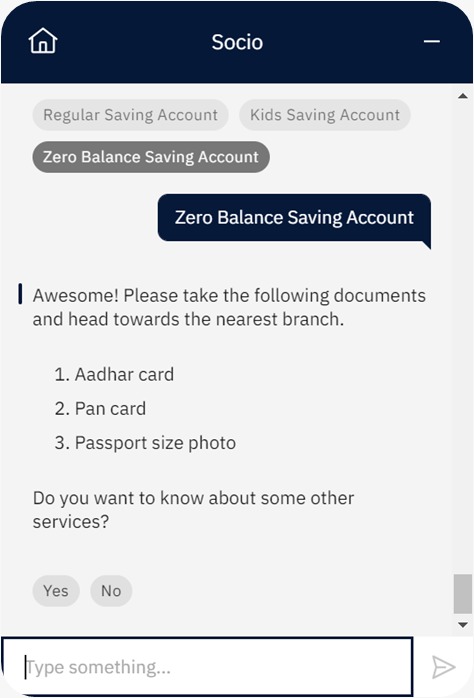 Socio
Regular Saving Account
Kids Saving Account
Zero Balance Saving Account
Zero Balance Saving Account
Awesome! Please take the following documents
and head towards the nearest branch.
1. Aadhar card
2. Pan card
3. Passport size photo
Do you want to know about some other
services?
Yes
No
Type something...